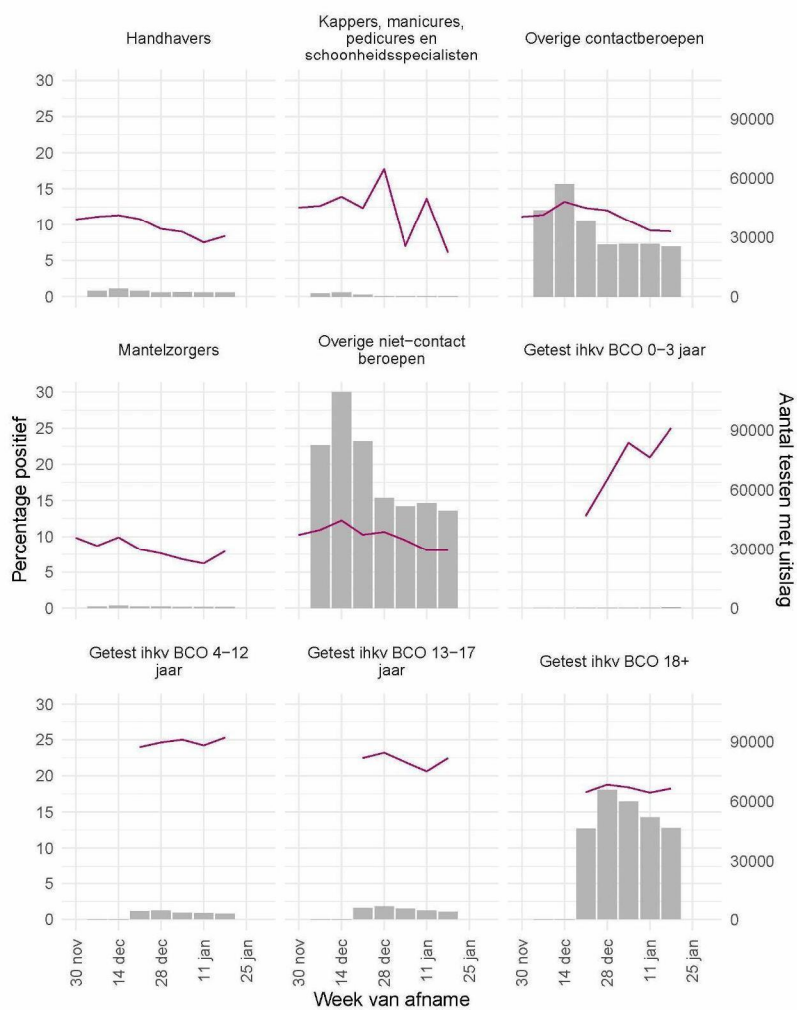 Handhavers
Kappers, manicures,
pedicures en
schoonheidsspecialisten
Overige contactberoepen
30
25
20
15
10
5
0
90000
60000
30000
0
Mantelzorgers
Overige niet−contact
beroepen
Getest ihkv BCO 0−3 jaar
Percentage positief
30
25
20
15
10
5
0
90000
60000
30000
0
Aantal testen met uitslag
Getest ihkv BCO 4−12
jaar
Getest ihkv BCO 13−17
jaar
Getest ihkv BCO 18+
30
25
20
15
10
5
0
90000
60000
30000
0
30 nov
14 dec
28 dec
11 jan
25 jan
30 nov
14 dec
28 dec
11 jan
25 jan
30 nov
14 dec
28 dec
11 jan
25 jan
Week van afname